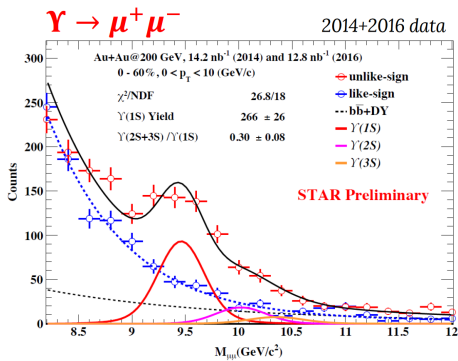 ϒ → μ⁺μ⁻
2014+2016 data
Au+Au@200 GeV, 14.2 nb⁻¹ (2014) and 12.8 nb⁻¹ (2016)
0 - 60%, 0 < p_T < 10 (GeV/c)
χ²/NDF 26.8/18
ϒ(1S) Yield 266 ± 26
ϒ(2S+3S) /ϒ(1S) 0.30 ± 0.08
unlike-sign
like-sign
bb̄+DY
ϒ(1S)
ϒ(2S)
ϒ(3S)
STAR Preliminary
Counts
300
250
200
150
100
50
0
8.5 9 9.5 10 10.5 11 11.5 12
M_μμ(GeV/c²)